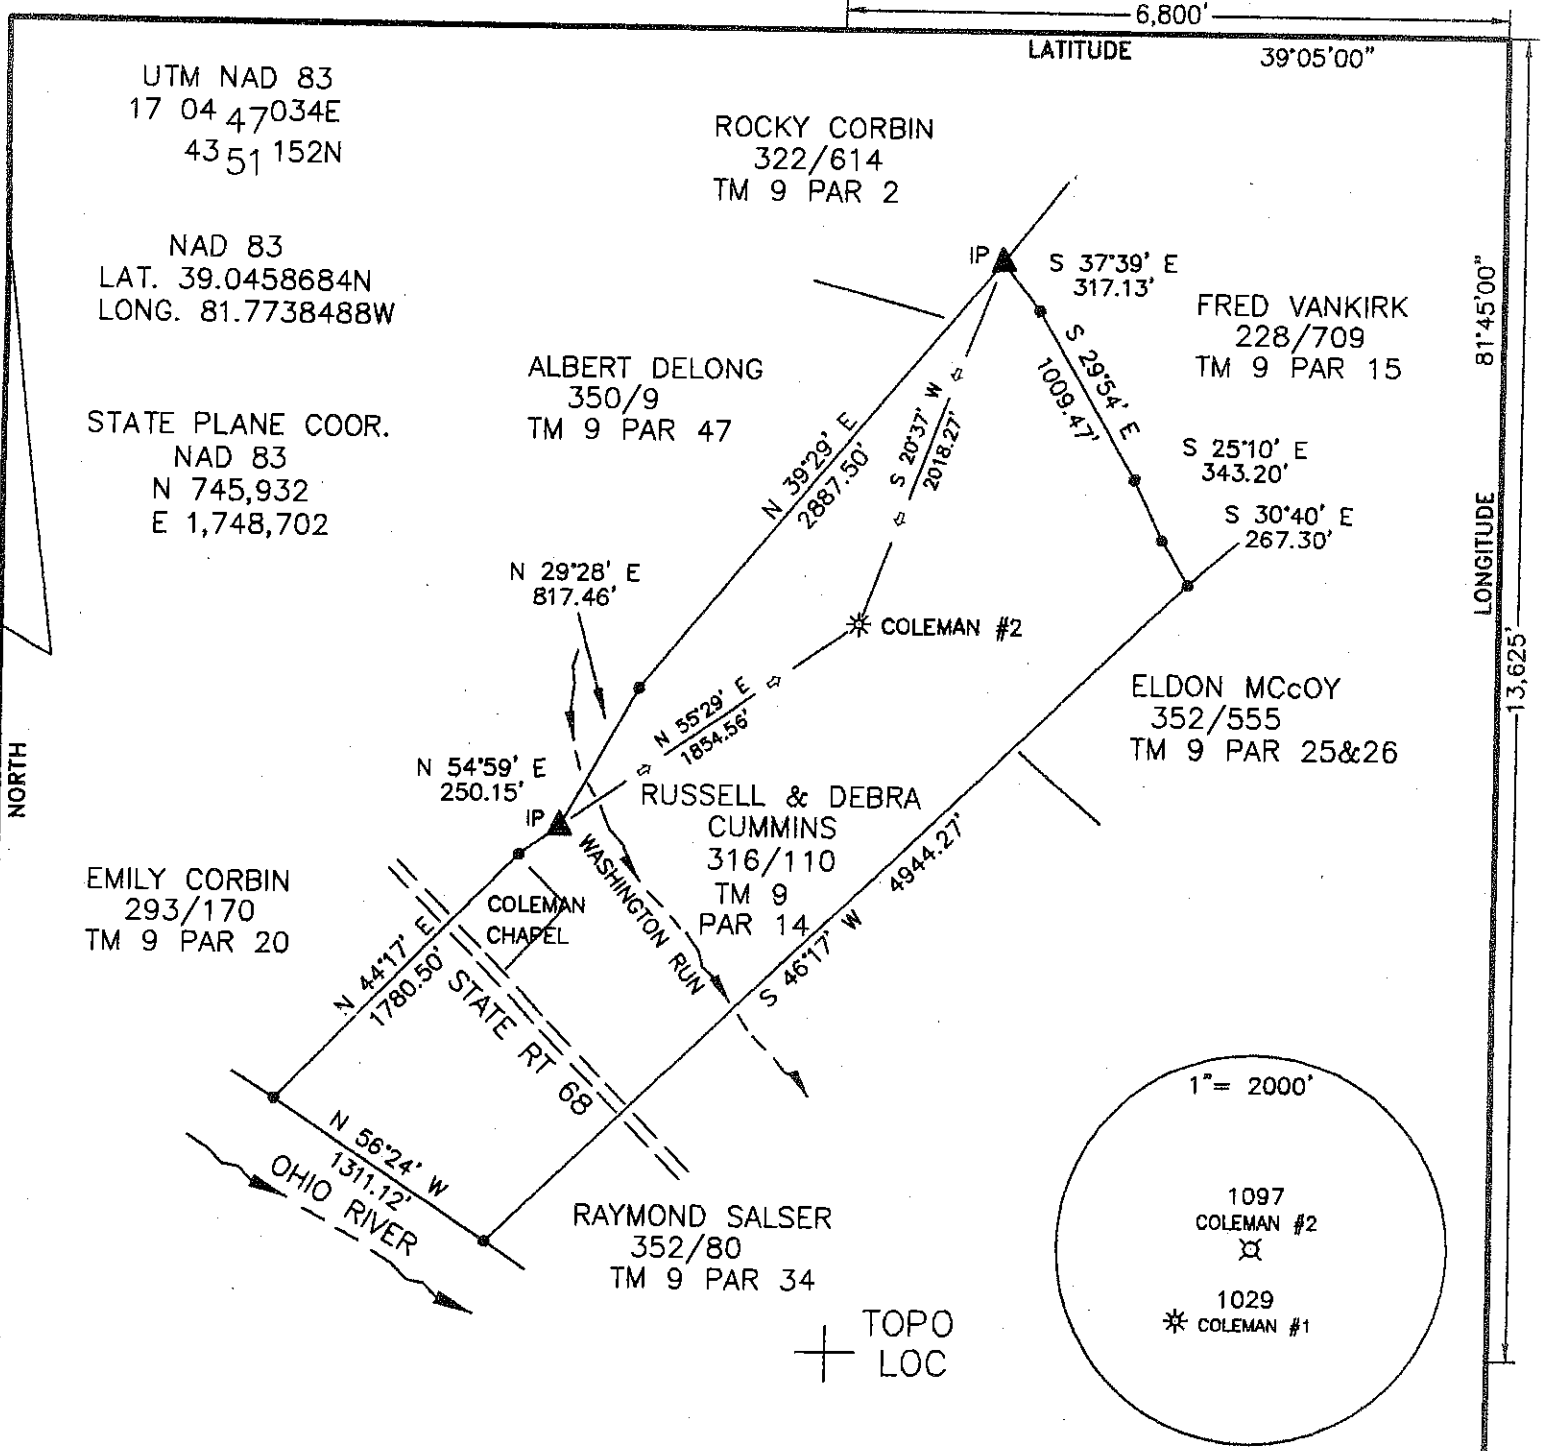 6,800'
LATITUDE 39°05'00"
UTM NAD 83
17 04 47034E
43 51 152N
NAD 83
LAT. 39.0458684N
LONG. 81.7738488W
STATE PLANE COOR.
NAD 83
N 745,932
E 1,748,702
ROCKY CORBIN
322/614
TM 9 PAR 2
IP
S 37°39' E
317.13'
FRED VANKIRK
228/709
TM 9 PAR 15
81°45'00"
ALBERT DELONG
350/9
TM 9 PAR 47
N 39°29' E
2887.50'
S 20°37' W
2018.27'
S 29°54' E
1009.47'
S 25°10' E
343.20'
S 30°40' E
267.30'
LONGITUDE
13,625'
N 29°28' E
817.46'
COLEMAN #2
N 55°29' E
1854.56'
ELDON MCcOY
352/555
TM 9 PAR 25&26
NORTH
N 54°59' E
250.15'
IP
RUSSELL & DEBRA
CUMMINS
316/110
TM 9
PAR 14
WASHINGTON RUN
S 46°17' W 4944.27'
EMILY CORBIN
293/170
TM 9 PAR 20
COLEMAN
CHAPEL
N 44°17' E
1780.50'
STATE RT 68
N 56°24' W
1311.12'
OHIO RIVER
RAYMOND SALSER
352/80
TM 9 PAR 34
1"= 2000'
1097
COLEMAN #2
1029
COLEMAN #1
TOPO
LOC